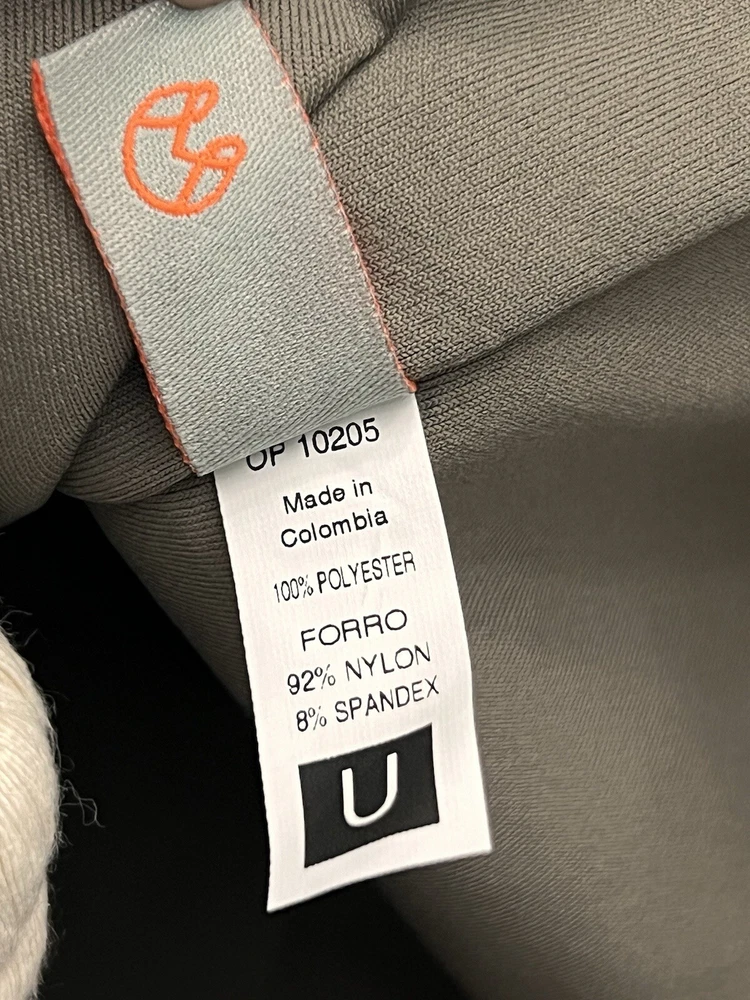 OP 10205
Made in
Colombia
100% POLYESTER
FORRO
92% NYLON
8% SPANDEX
U